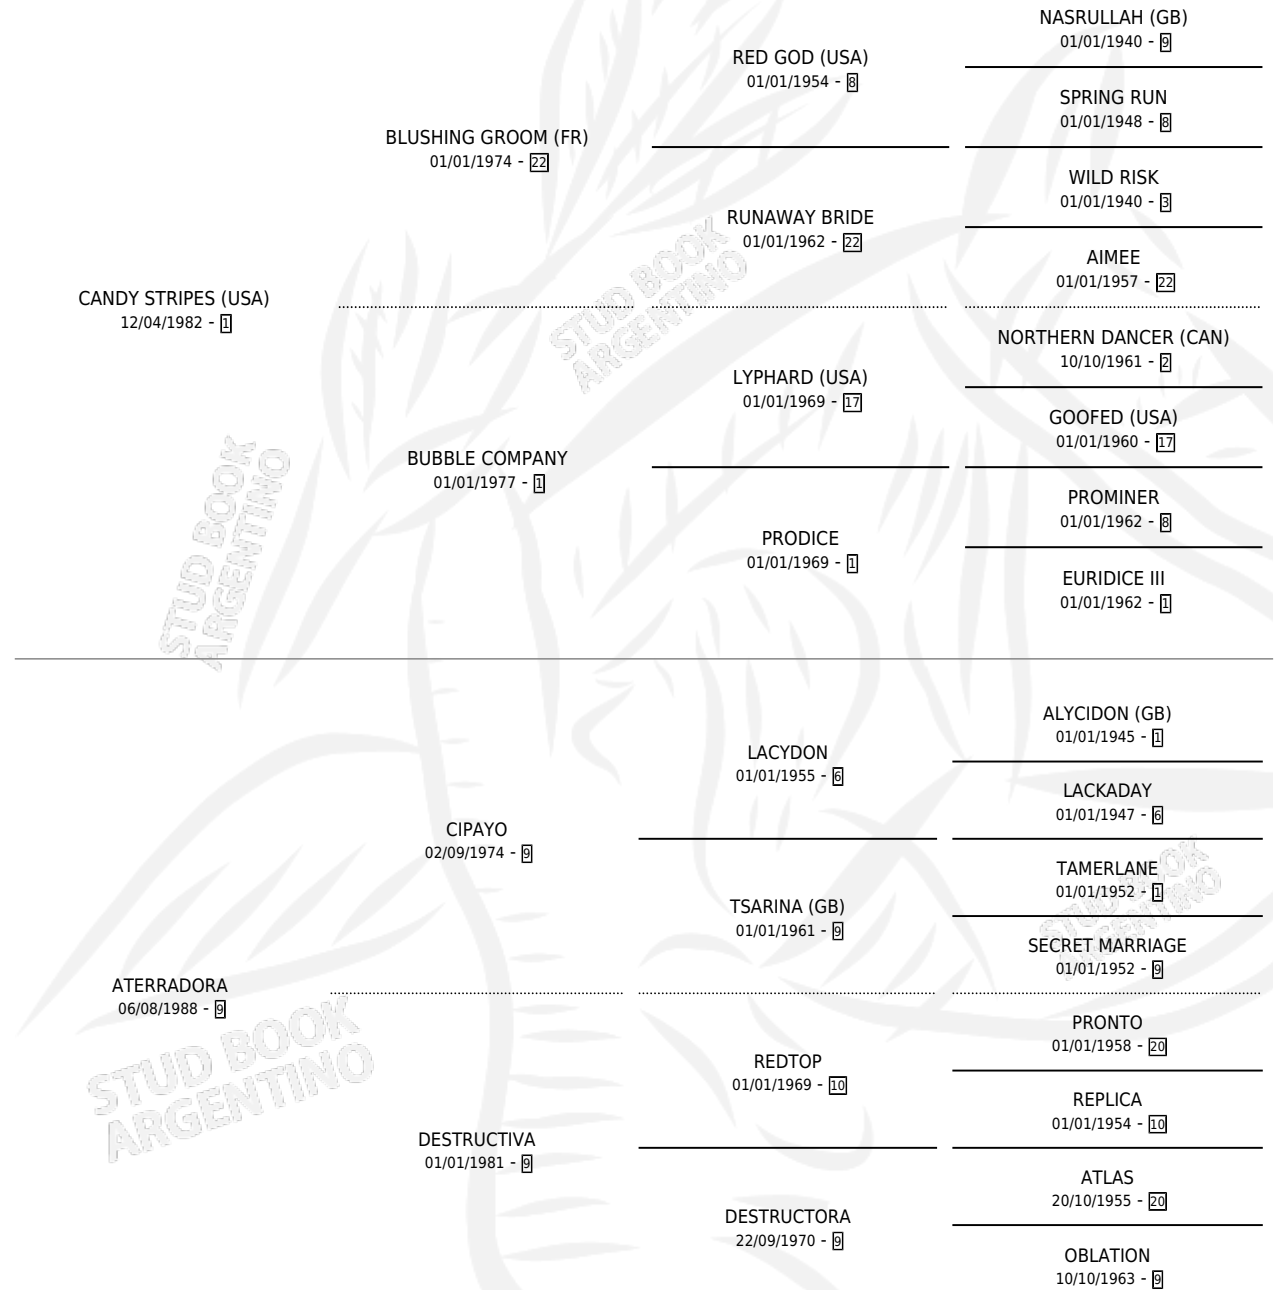 NASRULLAH (GB)
01/01/1940 - 9
RED GOD (USA)
01/01/1954 - 8
SPRING RUN
01/01/1948 - 8
BLUSHING GROOM (FR)
01/01/1974 - 22
WILD RISK
01/01/1940 - 3
RUNAWAY BRIDE
01/01/1962 - 22
AIMEE
01/01/1957 - 22
CANDY STRIPES (USA)
12/04/1982 - 1
NORTHERN DANCER (CAN)
10/10/1961 - 2
LYPHARD (USA)
01/01/1969 - 17
GOOFED (USA)
01/01/1960 - 17
BUBBLE COMPANY
01/01/1977 - 1
PROMINER
01/01/1962 - 8
PRODICE
01/01/1969 - 1
EURIDICE III
01/01/1962 - 1
ALYCIDON (GB)
01/01/1945 - 1
LACYDON
01/01/1955 - 6
LACKADAY
01/01/1947 - 6
CIPAYO
02/09/1974 - 9
TAMERLANE
01/01/1952 - 1
TSARINA (GB)
01/01/1961 - 9
SECRET MARRIAGE
01/01/1952 - 9
ATERRADORA
06/08/1988 - 9
PRONTO
01/01/1958 - 20
REDTOP
01/01/1969 - 10
REPLICA
01/01/1954 - 10
DESTRUCTIVA
01/01/1981 - 9
ATLAS
20/10/1955 - 20
DESTRUCTORA
22/09/1970 - 9
OBLATION
10/10/1963 - 9
STUD BOOK
ARGENTINO
STUD BOOK
ARGENTINO
STUD BOOK
ARGENTINO
STUD BOOK
ARGENTINO